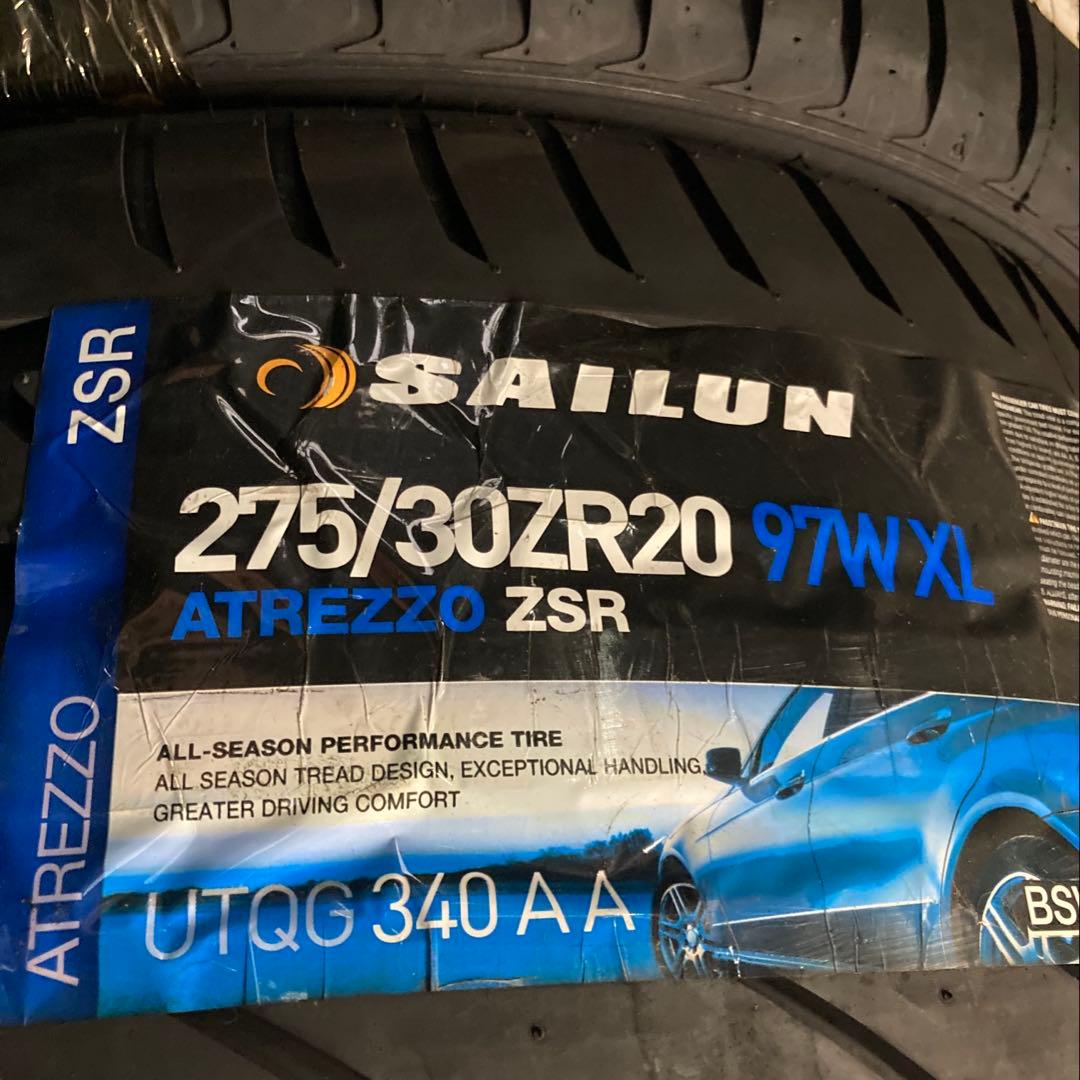 SAILUN
275/30ZR20 97W XL
ATREZZO ZSR
ALL-SEASON PERFORMANCE TIRE
ALL SEASON TREAD DESIGN, EXCEPTIONAL HANDLING,
GREATER DRIVING COMFORT
UTQG 340 A A
ATREZZO ZSR